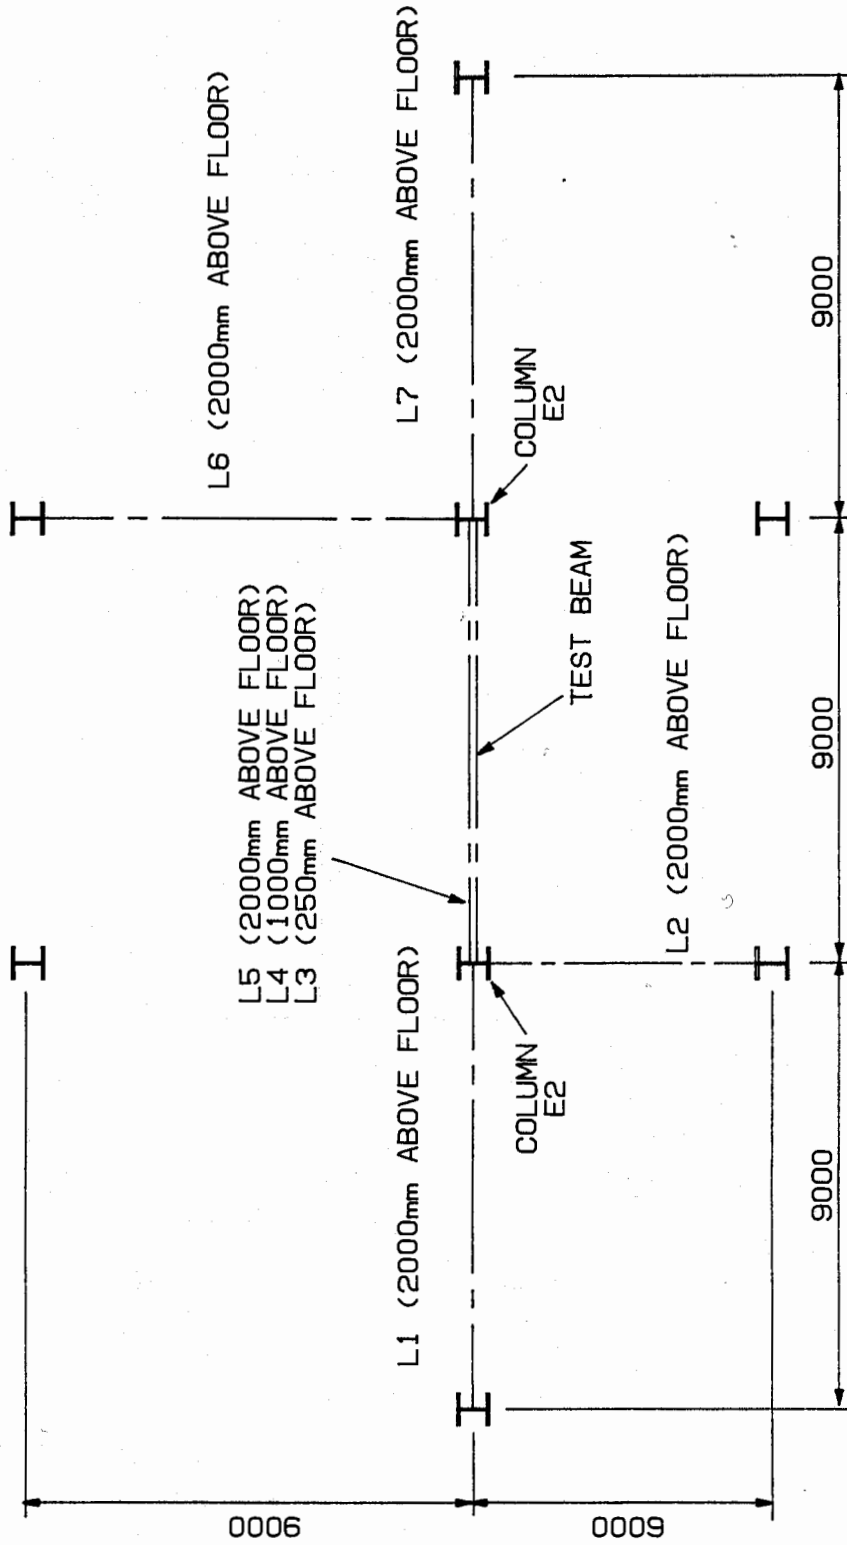 L6 (2000mm ABOVE FLOOR)
L5 (2000mm ABOVE FLOOR)
L4 (1000mm ABOVE FLOOR)
L3 (250mm ABOVE FLOOR)
9000
L1 (2000mm ABOVE FLOOR)
L7 (2000mm ABOVE FLOOR)
COLUMN
E2
COLUMN
E2
TEST BEAM
6000
L2 (2000mm ABOVE FLOOR)
9000
9000
9000